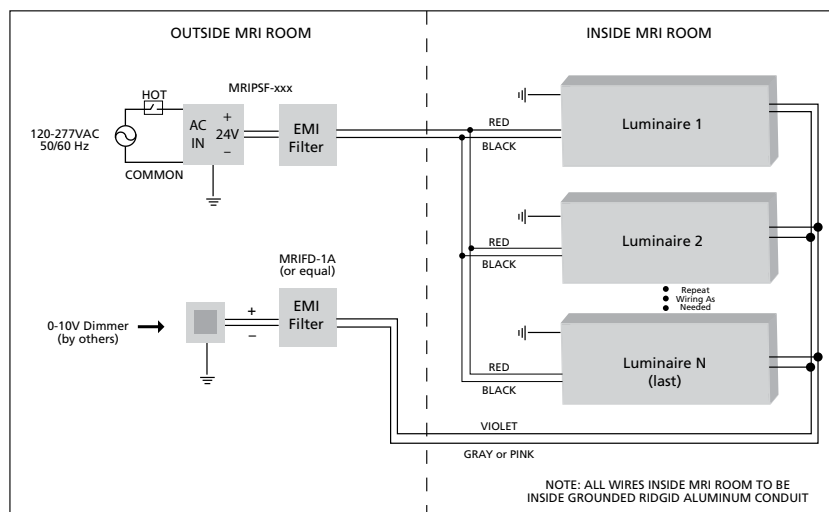 OUTSIDE MRI ROOM
INSIDE MRI ROOM
HOT
MRIPSF-xxx
120-277VAC
50/60 Hz
AC
IN
+
24V
–
EMI
Filter
COMMON
RED
BLACK
Luminaire 1
RED
BLACK
Luminaire 2
Repeat
Wiring As
Needed
MRIFD-1A
(or equal)
0-10V Dimmer
(by others)
+
–
EMI
Filter
RED
BLACK
Luminaire N
(last)
VIOLET
GRAY or PINK
NOTE: ALL WIRES INSIDE MRI ROOM TO BE
INSIDE GROUNDED RIDGID ALUMINUM CONDUIT